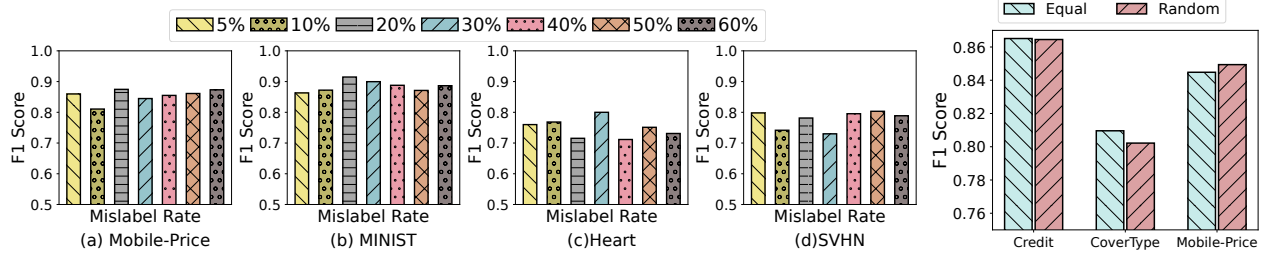 5% 10% 20% 30% 40% 50% 60%
F1 Score
1.0
0.9
0.8
0.7
0.6
0.5
Mislabel Rate
(a) Mobile-Price
F1 Score
1.0
0.9
0.8
0.7
0.6
0.5
Mislabel Rate
(b) MINIST
F1 Score
1.0
0.9
0.8
0.7
0.6
0.5
Mislabel Rate
(c)Heart
F1 Score
1.0
0.9
0.8
0.7
0.6
0.5
Mislabel Rate
(d)SVHN
Equal Random
F1 Score
0.86
0.84
0.82
0.80
0.78
0.76
Credit CoverType Mobile-Price